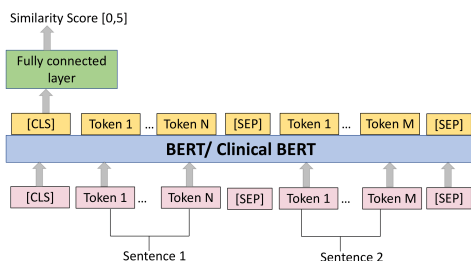 Similarity Score [0,5]
Fully connected
layer
[CLS] Token 1 ... Token N [SEP] Token 1 ... Token M [SEP]
BERT/ Clinical BERT
[CLS] Token 1 ... Token N [SEP] Token 1 ... Token M [SEP]
Sentence 1 Sentence 2